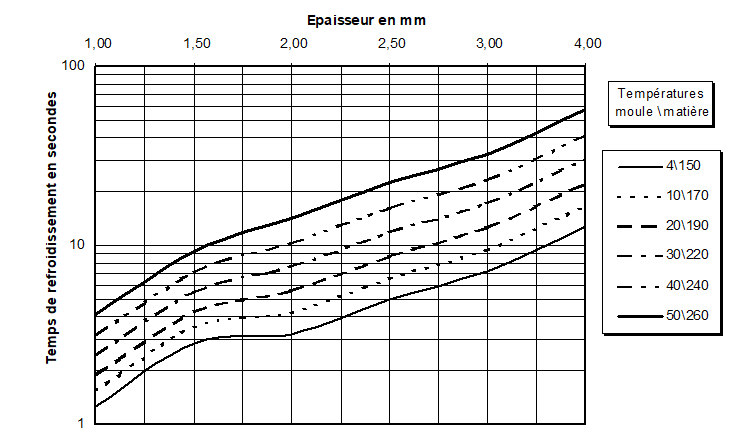 Epaisseur en mm
1,00 1,50 2,00 2,50 3,00 4,00
Temps de refroidissement en secondes
100
10
1
Températures
moule \ matière
4\150
10\170
20\190
30\220
40\240
50\260